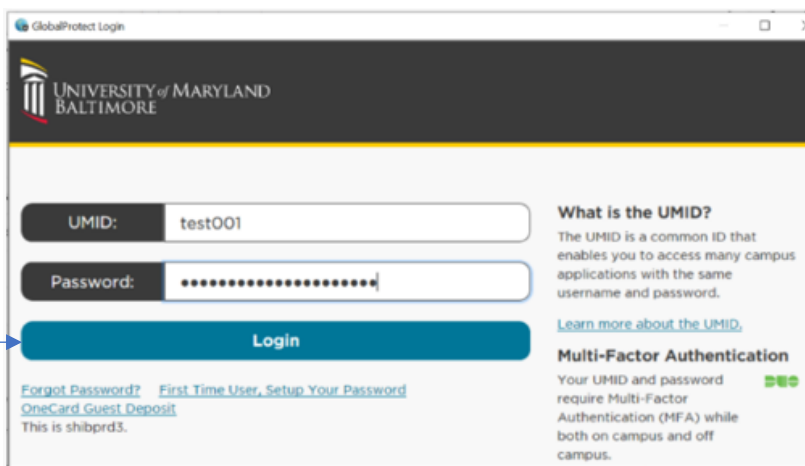 GlobalProtect Login
UNIVERSITY of MARYLAND
BALTIMORE
UMID:
test001
Password:
•••••••••••••••••••••
Login
Forgot Password? First Time User, Setup Your Password
OneCard Guest Deposit
This is shibprd3.
What is the UMID?
The UMID is a common ID that
enables you to access many campus
applications with the same
username and password.
Learn more about the UMID.
Multi-Factor Authentication
Your UMID and password
require Multi-Factor
Authentication (MFA) while
both on campus and off
campus.
DUO